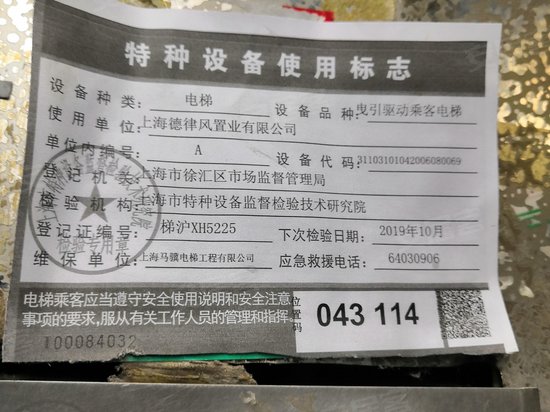 特种设备使用标志
设备种类: 电梯 设备品种: 曳引驱动乘客电梯
使用单位: 上海德律风置业有限公司
单位内编号: A 设备代码: 31103101042006080069
登记机关: 上海市徐汇区市场监督管理局
检验机构: 上海市特种设备监督检验技术研究院
登记证编号: 梯沪XH5225 下次检验日期: 2019年10月
维保单位: 上海马骥电梯工程有限公司 应急救援电话: 64030906
检验专用章
电梯乘客应当遵守安全使用说明和安全注意
事项的要求,服从有关工作人员的管理和指挥。
位置码 043 114
100084032